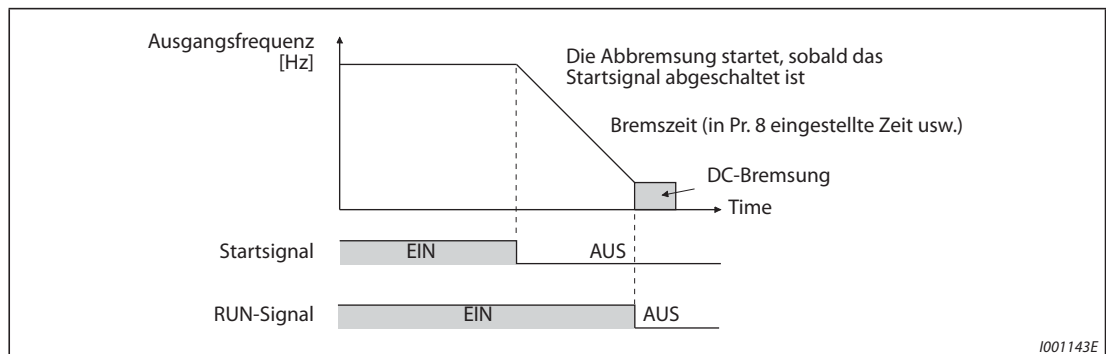 Ausgangsfrequenz
[Hz]
Die Abbremsung startet, sobald das
Startsignal abgeschaltet ist
Bremszeit (in Pr. 8 eingestellte Zeit usw.)
DC-Bremsung
Time
Startsignal
EIN
AUS
RUN-Signal
EIN
AUS
I001143E